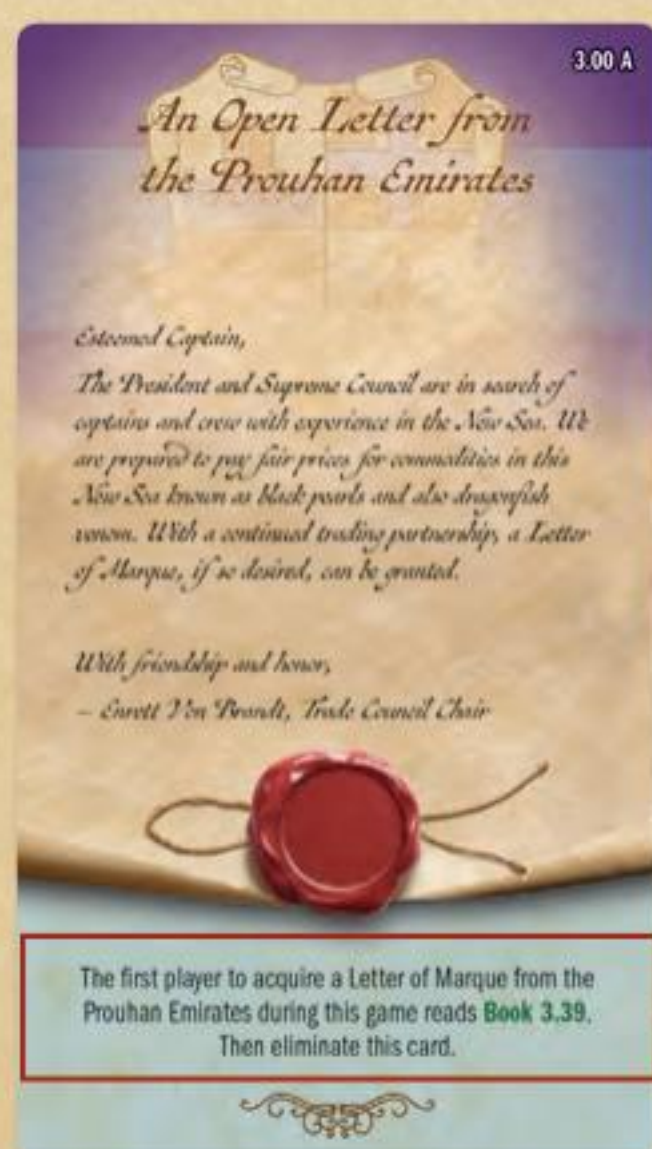 3.00 A
An Open Letter from
the Prouhan Emirates
Esteemed Captain,
The President and Supreme Council are in search of
captains and crew with experience in the New Sea. We
are prepared to pay fair prices for commodities in this
New Sea known as black pearls and also dragonfish
venom. With a continued trading partnership, a Letter
of Marque, if so desired, can be granted.
With friendship and honor,
– Enrett Von Brandt, Trade Council Chair
The first player to acquire a Letter of Marque from the
Prouhan Emirates during this game reads Book 3.39.
Then eliminate this card.